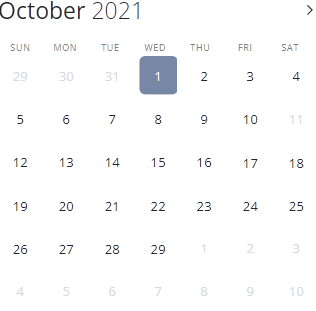 October 2021 >
SUN MON TUE WED THU FRI SAT
29 30 31 1 2 3 4
5 6 7 8 9 10 11
12 13 14 15 16 17 18
19 20 21 22 23 24 25
26 27 28 29 1 2 3
4 5 6 7 8 9 10